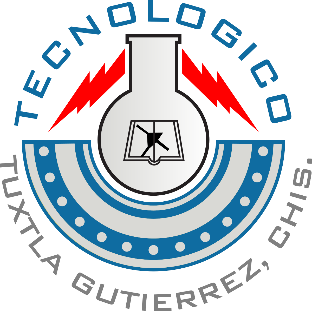 TECNOLOGICO
TUXTLA GUTIERREZ, CHIS.